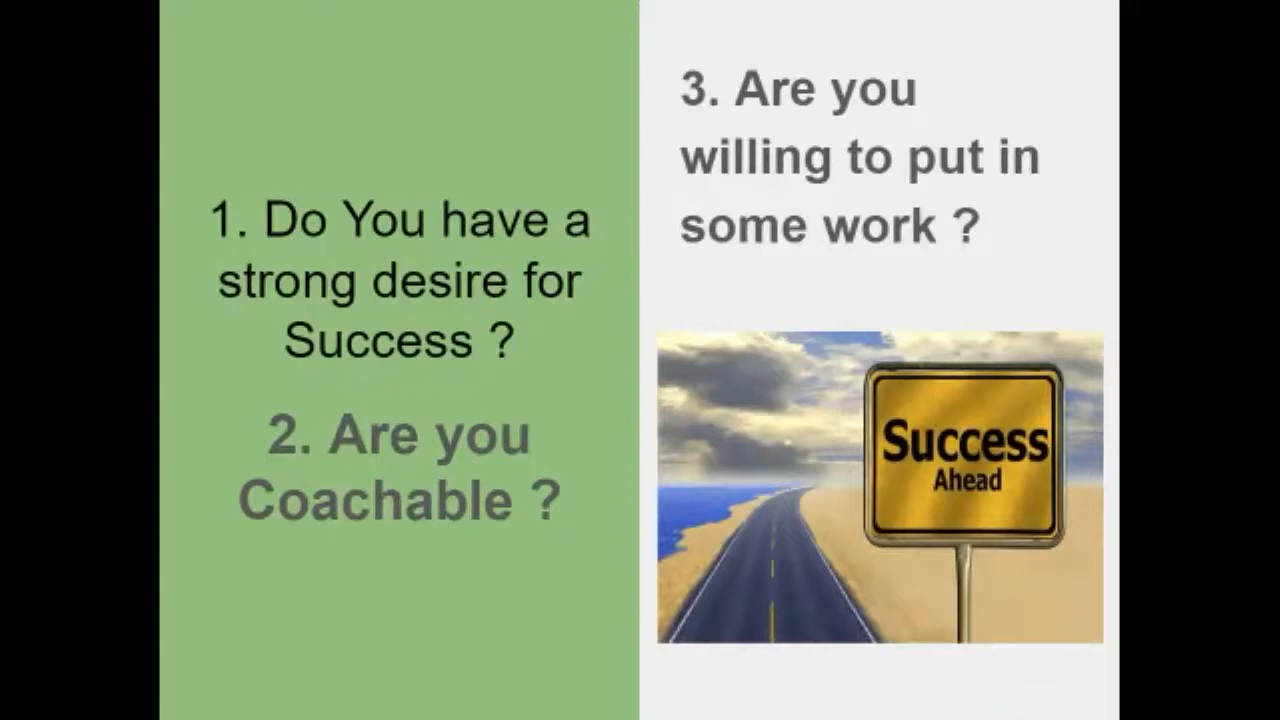 1. Do You have a
strong desire for
Success ?
2. Are you
Coachable ?
3. Are you
willing to put in
some work ?
Success
Ahead